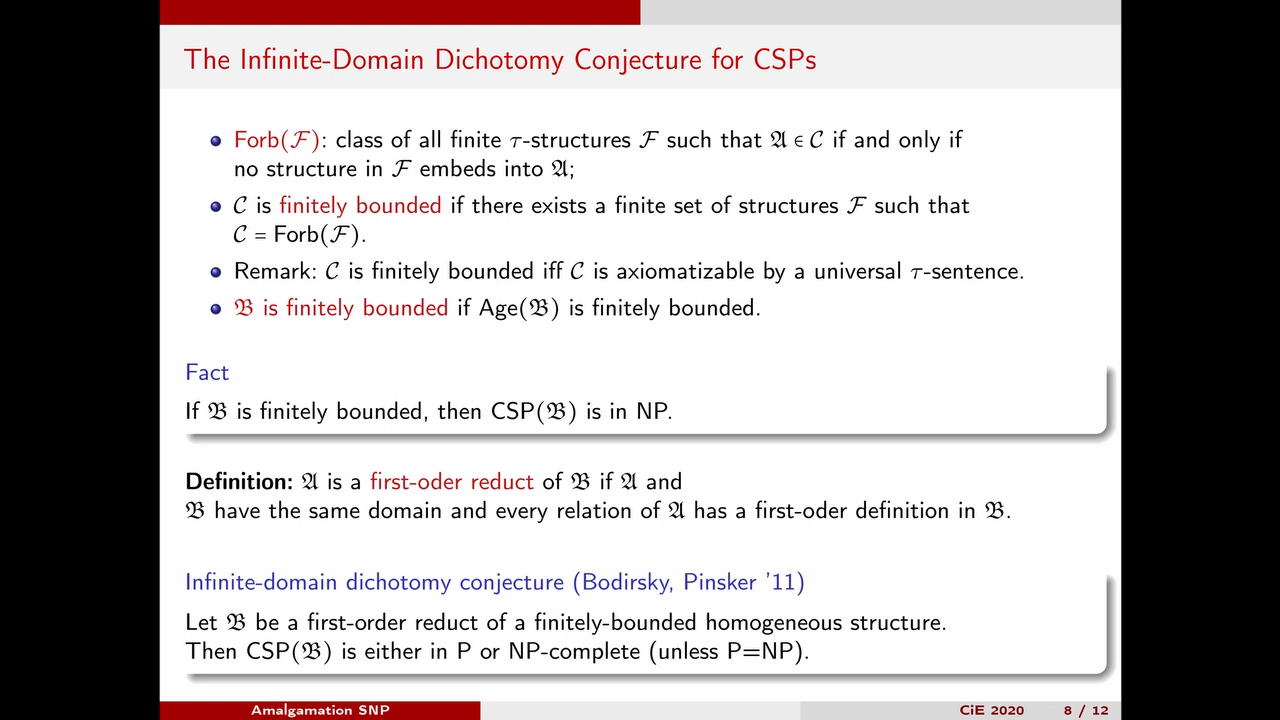 The Infinite-Domain Dichotomy Conjecture for CSPs
Forb(ℱ): class of all finite τ-structures ℱ such that 𝔄 ∈ 𝒞 if and only if
no structure in ℱ embeds into 𝔄;
𝒞 is finitely bounded if there exists a finite set of structures ℱ such that
𝒞 = Forb(ℱ).
Remark: 𝒞 is finitely bounded iff 𝒞 is axiomatizable by a universal τ-sentence.
𝔅 is finitely bounded if Age(𝔅) is finitely bounded.
Fact
If 𝔅 is finitely bounded, then CSP(𝔅) is in NP.
Definition: 𝔄 is a first-oder reduct of 𝔅 if 𝔄 and
𝔅 have the same domain and every relation of 𝔄 has a first-oder definition in 𝔅.
Infinite-domain dichotomy conjecture (Bodirsky, Pinsker '11)
Let 𝔅 be a first-order reduct of a finitely-bounded homogeneous structure.
Then CSP(𝔅) is either in P or NP-complete (unless P=NP).
Amalgamation SNP CiE 2020 8 / 12